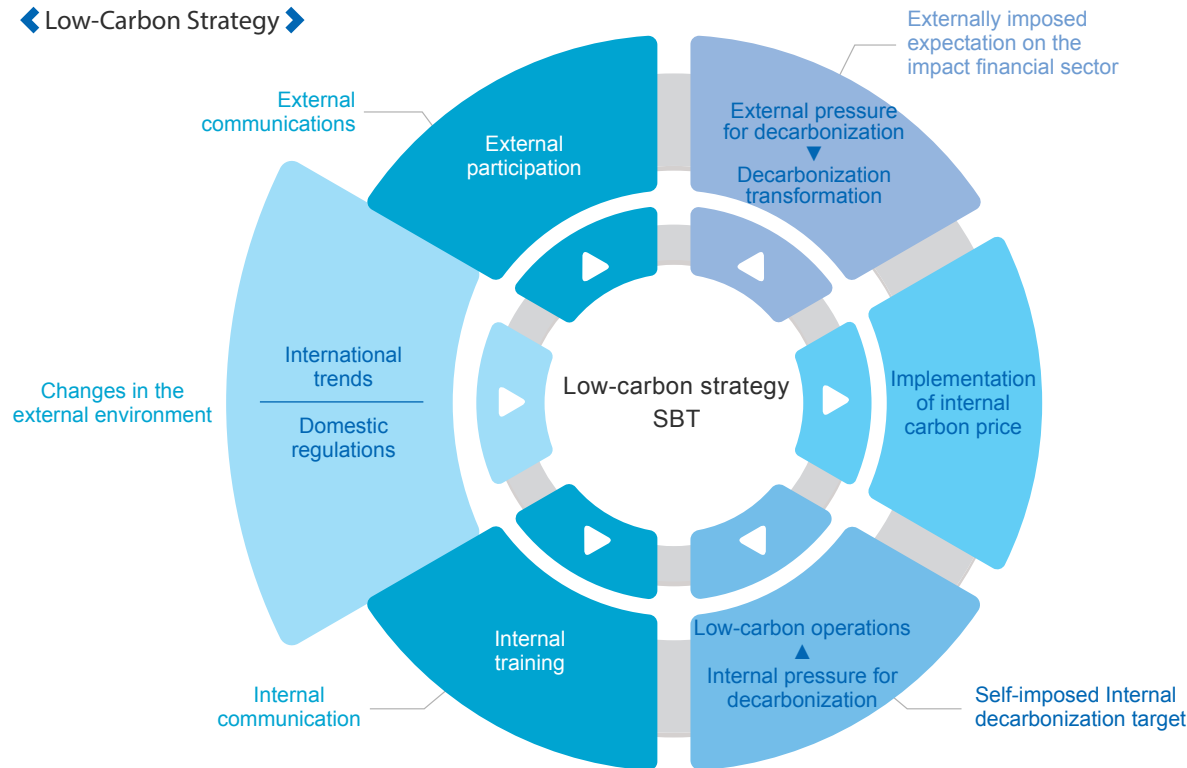 Low-Carbon Strategy
Externally imposed
expectation on the
impact financial sector
External
communications
External
participation
External pressure
for decarbonization
▼
Decarbonization
transformation
Changes in the
external environment
International
trends
Domestic
regulations
Low-carbon strategy
SBT
Implementation
of internal
carbon price
Internal
training
Internal
communication
Low-carbon operations
▲
Internal pressure for
decarbonization
Self-imposed Internal
decarbonization target